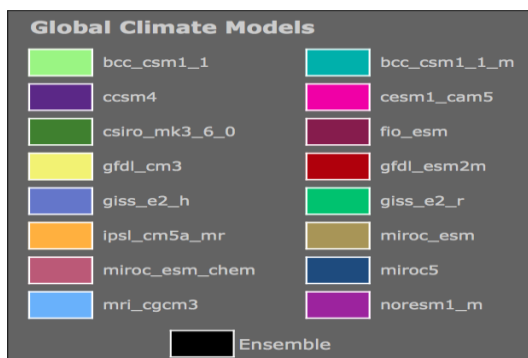 Global Climate Models
bcc_csm1_1 bcc_csm1_1_m
ccsm4 cesm1_cam5
csiro_mk3_6_0 fio_esm
gfdl_cm3 gfdl_esm2m
giss_e2_h giss_e2_r
ipsl_cm5a_mr miroc_esm
miroc_esm_chem miroc5
mri_cgcm3 noresm1_m
Ensemble